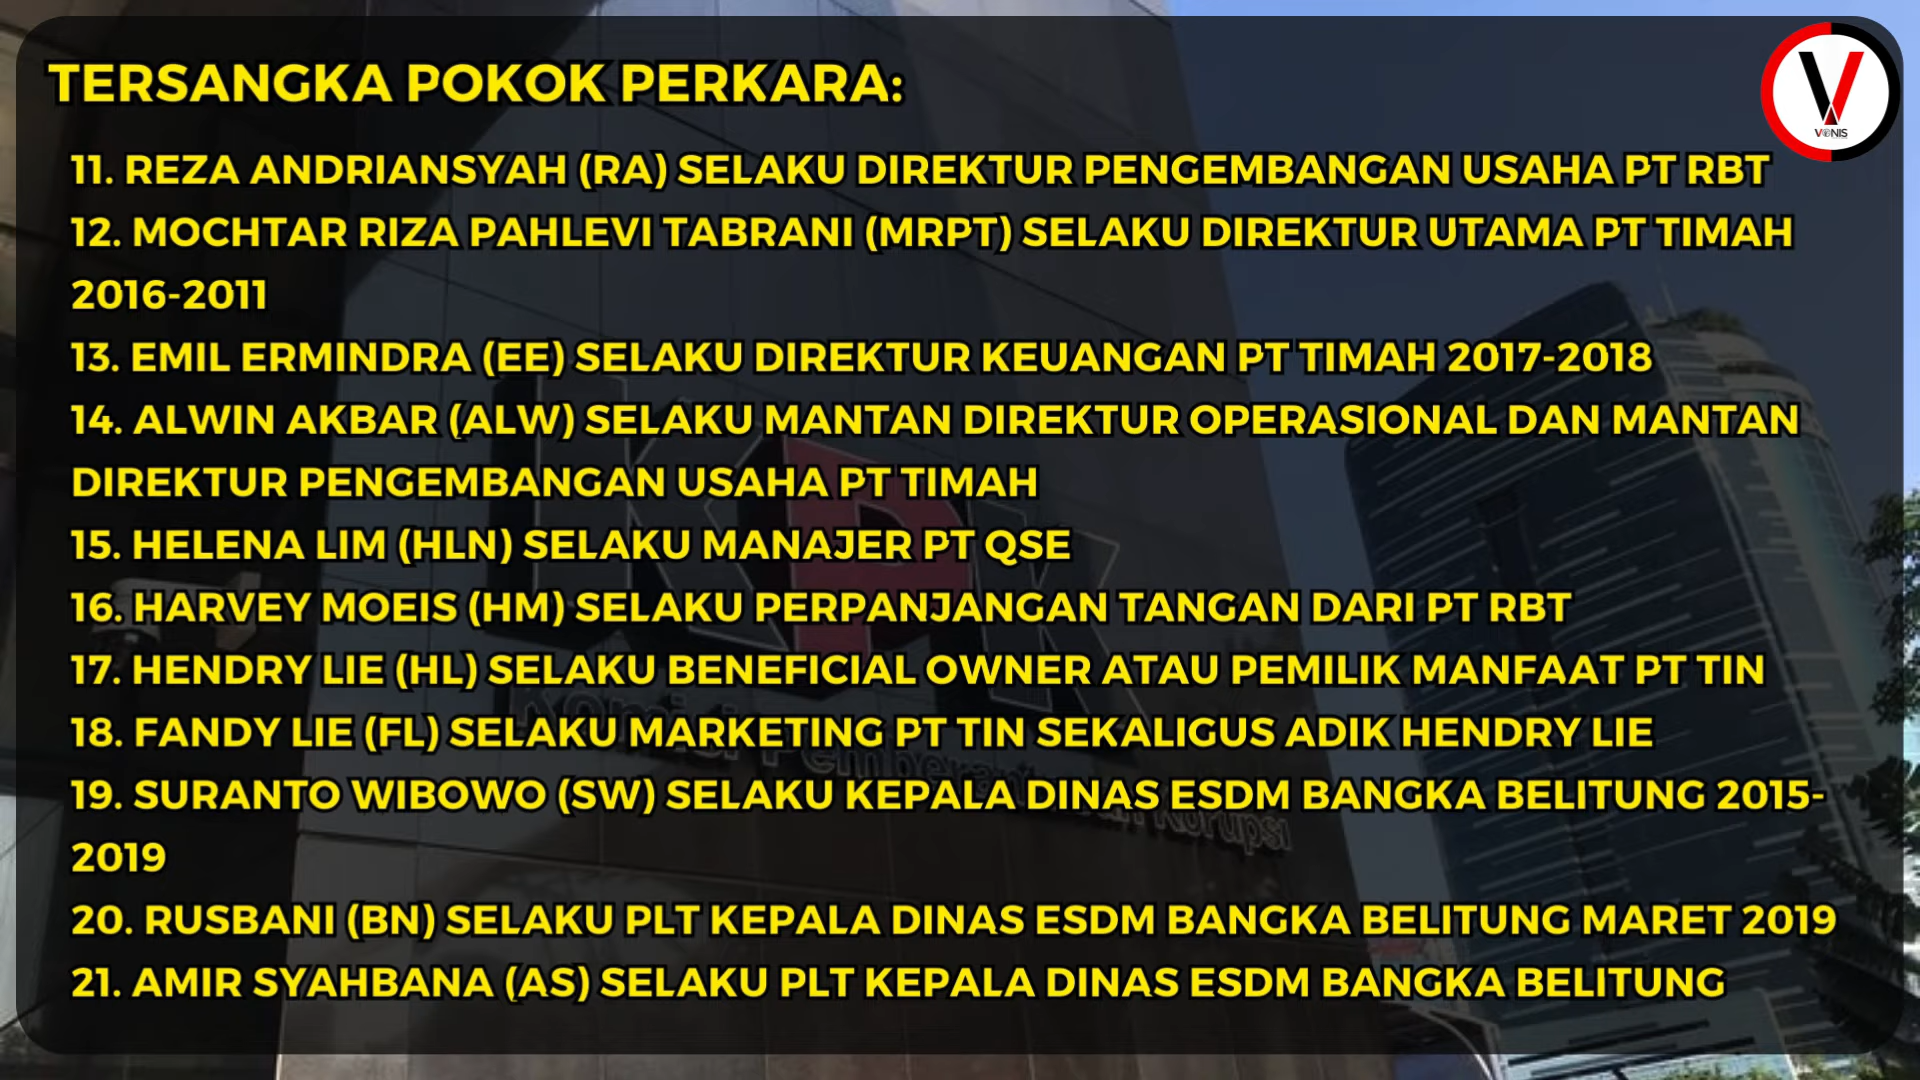 TERSANGKA POKOK PERKARA:
VONIS
11. REZA ANDRIANSYAH (RA) SELAKU DIREKTUR PENGEMBANGAN USAHA PT RBT
12. MOCHTAR RIZA PAHLEVI TABRANI (MRPT) SELAKU DIREKTUR UTAMA PT TIMAH
2016-2011
13. EMIL ERMINDRA (EE) SELAKU DIREKTUR KEUANGAN PT TIMAH 2017-2018
14. ALWIN AKBAR (ALW) SELAKU MANTAN DIREKTUR OPERASIONAL DAN MANTAN
DIREKTUR PENGEMBANGAN USAHA PT TIMAH
15. HELENA LIM (HLN) SELAKU MANAJER PT QSE
16. HARVEY MOEIS (HM) SELAKU PERPANJANGAN TANGAN DARI PT RBT
17. HENDRY LIE (HL) SELAKU BENEFICIAL OWNER ATAU PEMILIK MANFAAT PT TIN
18. FANDY LIE (FL) SELAKU MARKETING PT TIN SEKALIGUS ADIK HENDRY LIE
19. SURANTO WIBOWO (SW) SELAKU KEPALA DINAS ESDM BANGKA BELITUNG 2015-
2019
20. RUSBANI (BN) SELAKU PLT KEPALA DINAS ESDM BANGKA BELITUNG MARET 2019
21. AMIR SYAHBANA (AS) SELAKU PLT KEPALA DINAS ESDM BANGKA BELITUNG
KPK
Komisi Pemberantasan Korupsi